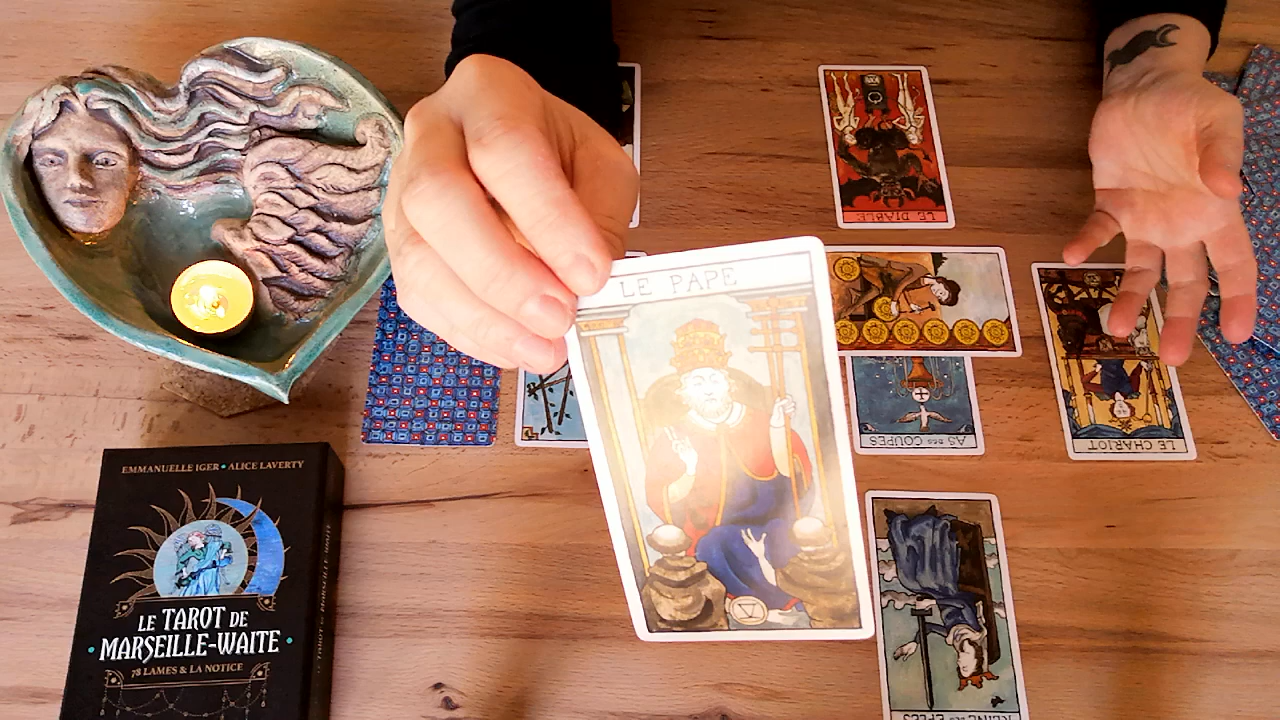 LE DIABLE
LE PAPE
V
AS DES COUPES
LE CHARIOT
EMMANUELLE IGER • ALICE LAVERTY
LE TAROT DE
• MARSEILLE-WAITE •
78 LAMES & LA NOTICE
REINE DES EPEES